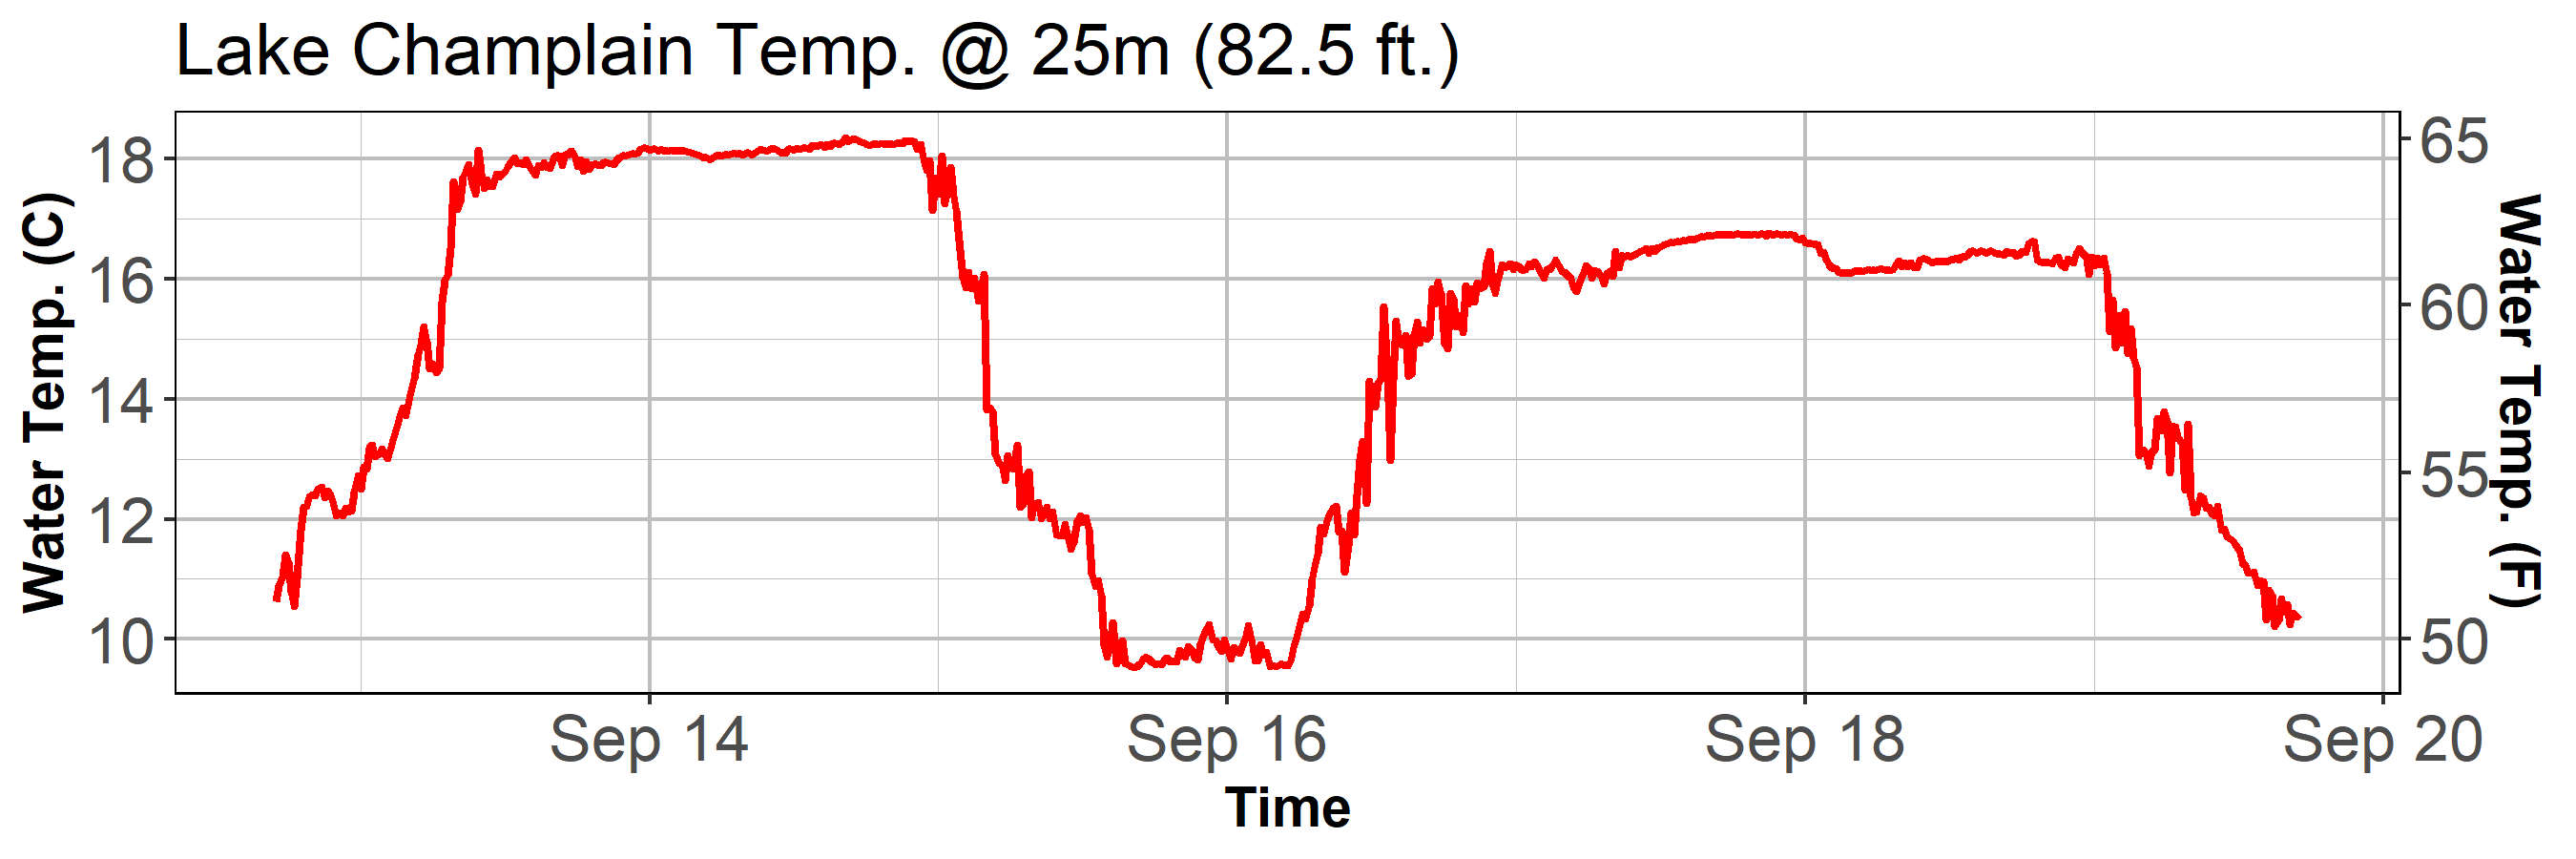 Lake Champlain Temp. @ 25m (82.5 ft.)
Water Temp. (C)
18
16
14
12
10
65
60
55
50
Water Temp. (F)
Sep 14
Sep 16
Sep 18
Sep 20
Time